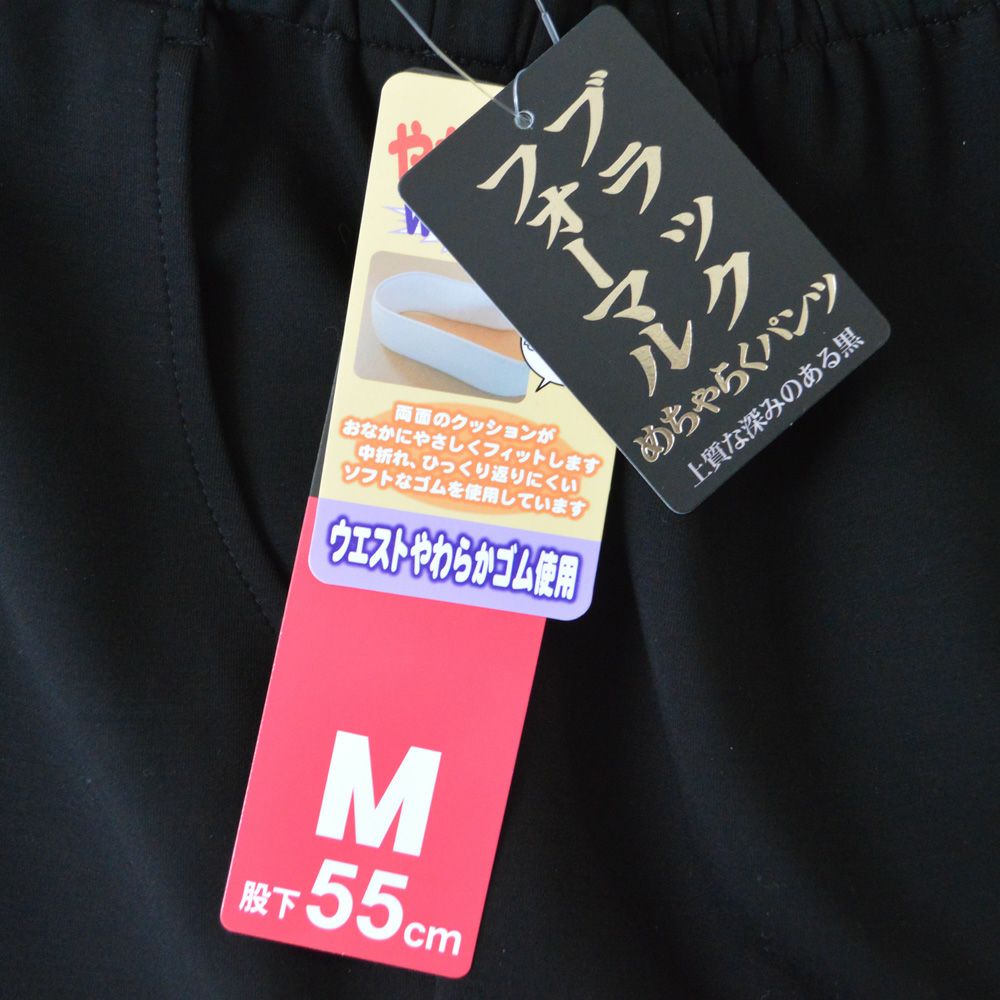 ブラック
フォーマル
めちゃらくパンツ
上質な深みのある黒
両面のクッションが
おなかにやさしくフィットします
中折れ、ひっくり返りにくい
ソフトなゴムを使用しています
ウエストやわらかゴム使用
M
股下55cm